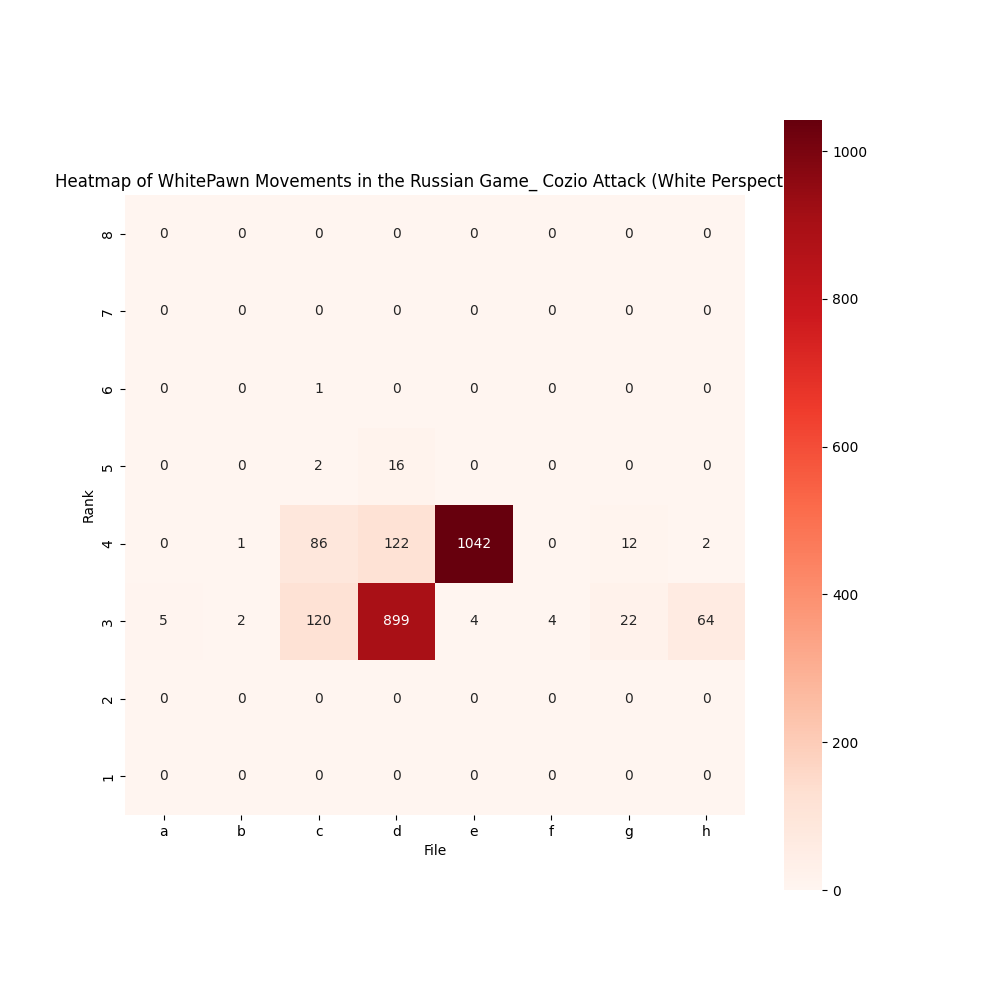 Heatmap of WhitePawn Movements in the Russian Game_ Cozio Attack (White Perspect
1000
800
600
400
200
0
8 0 0 0 0 0 0 0 0
7 0 0 0 0 0 0 0 0
6 0 0 1 0 0 0 0 0
5 0 0 2 16 0 0 0 0
Rank
4 0 1 86 122 1042 0 12 2
3 5 2 120 899 4 4 22 64
2 0 0 0 0 0 0 0 0
1 0 0 0 0 0 0 0 0
a b c d e f g h
File